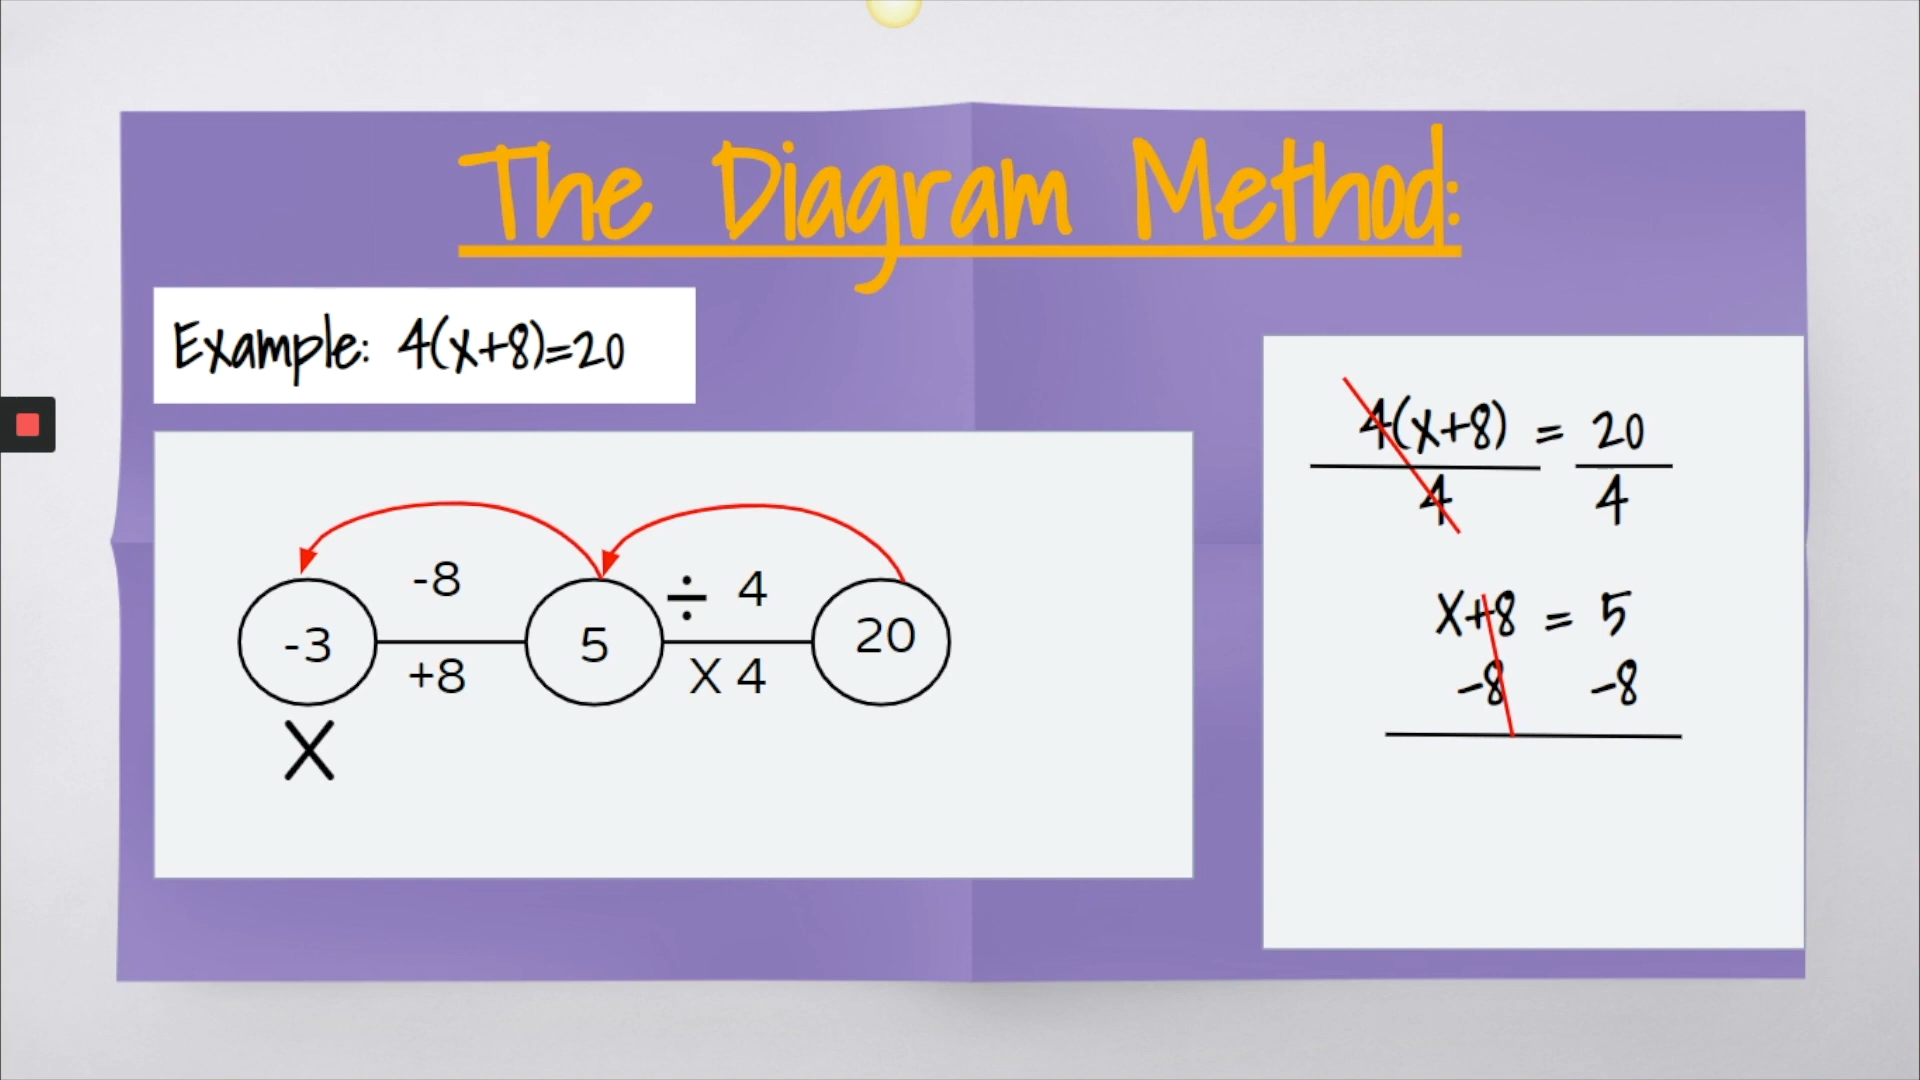 The Diagram Method:
Example: 4(x+8)=20
-8 ÷ 4
-3 5 20
+8 X 4
X
4(x+8) = 20
4 4
x+8 = 5
-8 -8